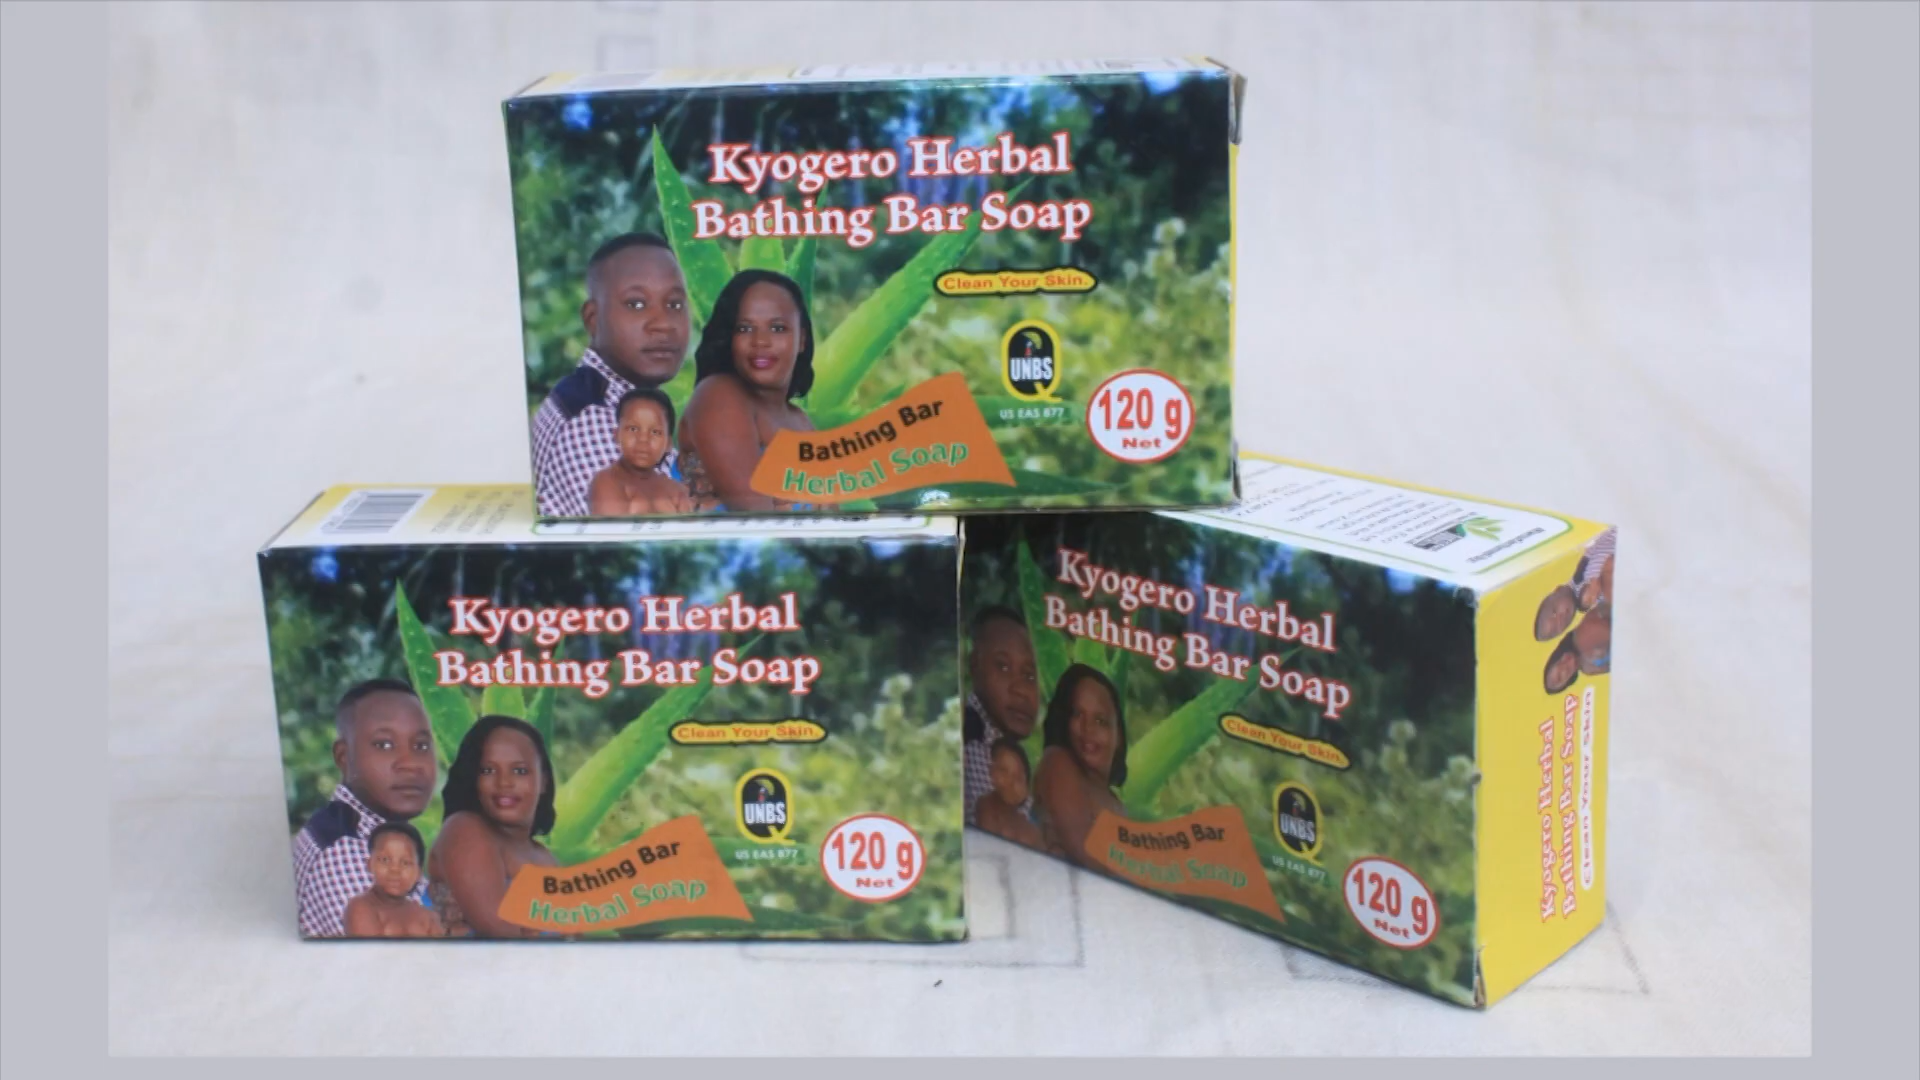 Kyogero Herbal
Bathing Bar Soap
Clean Your Skin.
UNBS
US EAS 877
120 g
Net
Bathing Bar
Herbal Soap
Kyogero Herbal
Bathing Bar Soap
Clean Your Skin.
UNBS
US EAS 877
120 g
Net
Bathing Bar
Herbal Soap
Kyogero Herbal
Bathing Bar Soap
Clean Your Skin.
UNBS
US EAS 877
120 g
Net
Bathing Bar
Herbal Soap
Kyogero Herbal
Bathing Bar Soap
Clean Your Skin